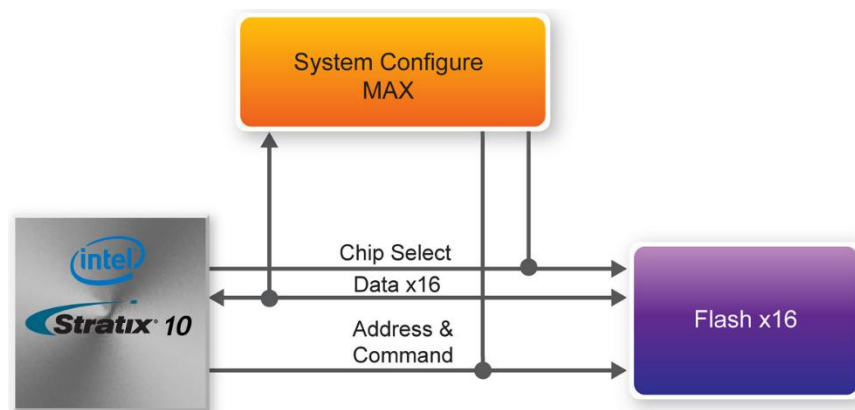 System Configure
MAX
Chip Select
Data x16
Address &
Command
intel
Stratix® 10
Flash x16